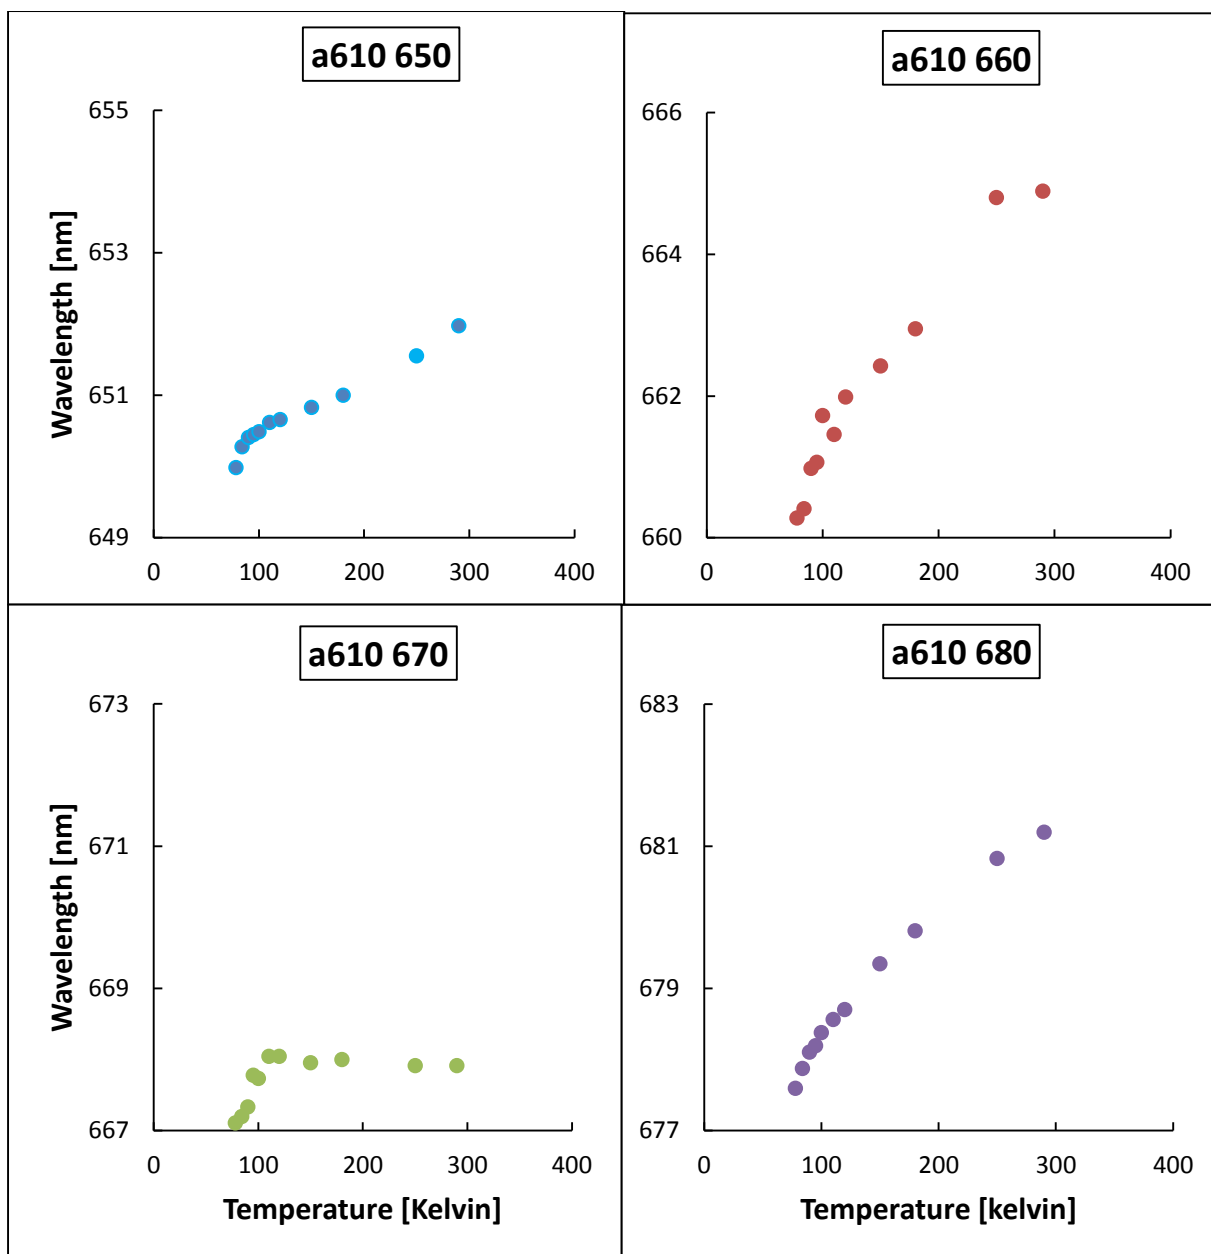 a610 650
655
653
651
649
Wavelength [nm]
0 100 200 300 400
a610 660
666
664
662
660
0 100 200 300 400
a610 670
673
671
669
667
Wavelength [nm]
0 100 200 300 400
Temperature [Kelvin]
a610 680
683
681
679
677
0 100 200 300 400
Temperature [kelvin]